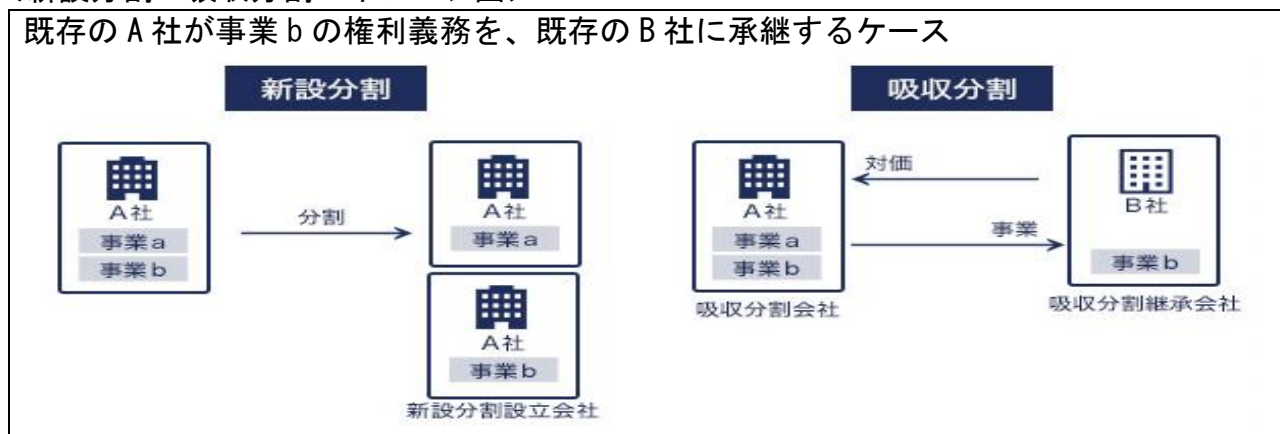 既存のA社が事業bの権利義務を、既存のB社に承継するケース
新設分割
A社
事業a
事業b
分割
A社
事業a
A社
事業b
新設分割設立会社
吸収分割
A社
事業a
事業b
吸収分割会社
対価
事業
B社
事業b
吸収分割継承会社